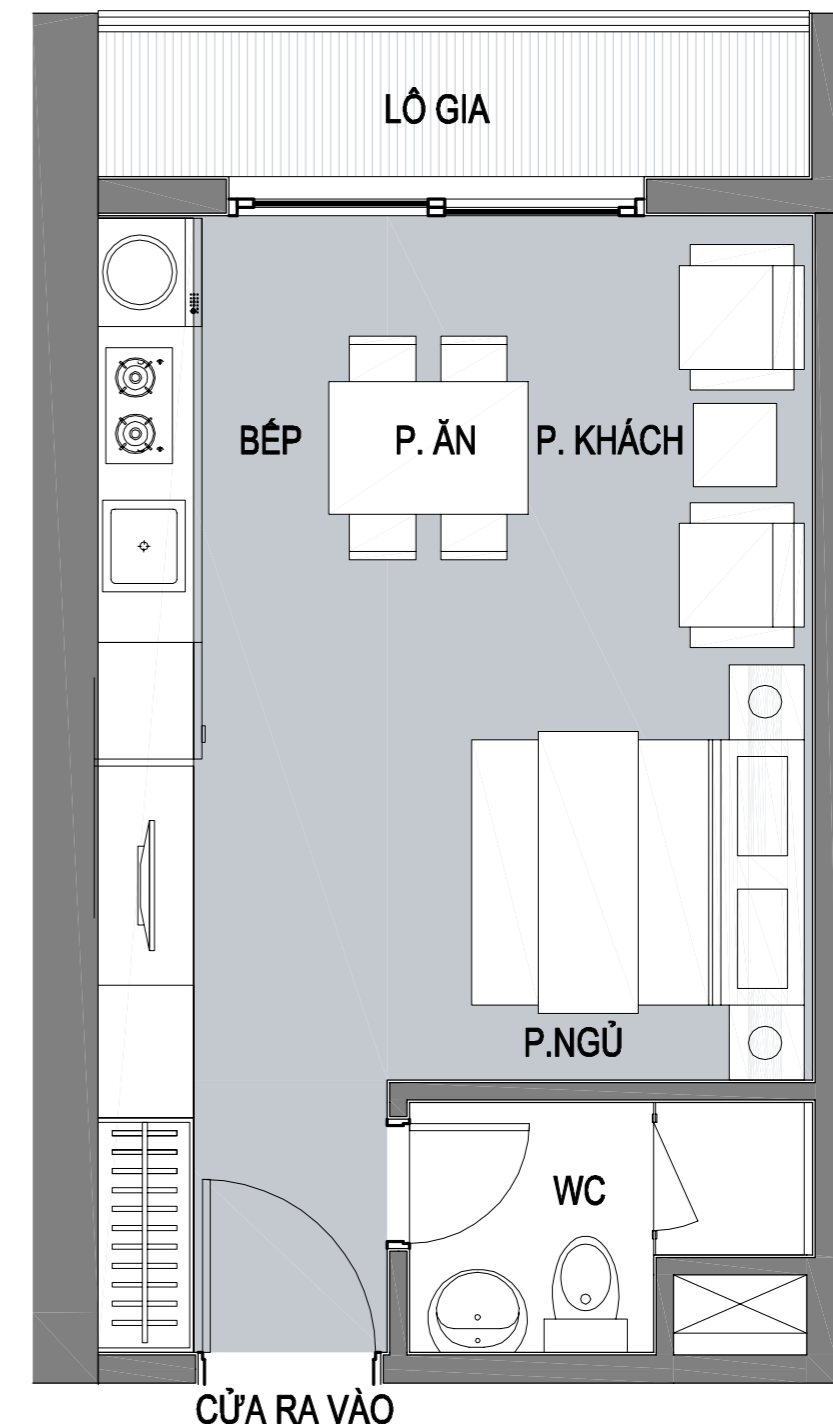 LÔ GIA
BẾP
P. ĂN
P. KHÁCH
P.NGỦ
WC
CỬA RA VÀO